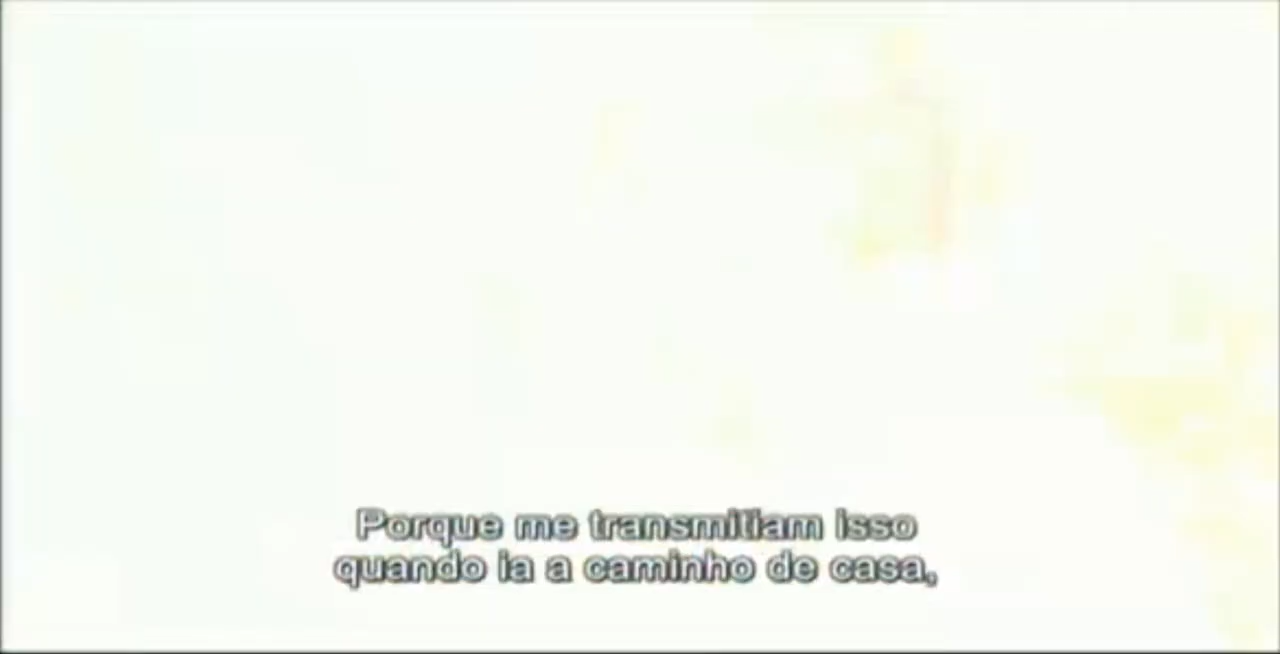 Porque me transmitiam isso
quando ia a caminho de casa,